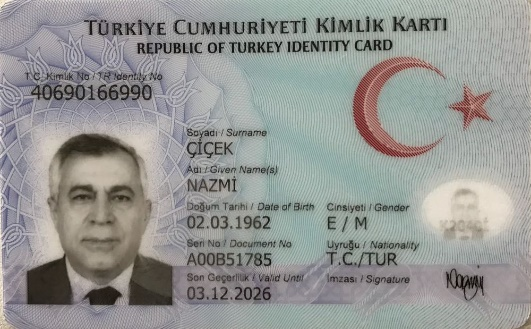 TÜRKİYE CUMHURİYETİ KİMLİK KARTI
REPUBLIC OF TURKEY IDENTITY CARD
T.C. Kimlik No / TR Identity No
40690166990
Soyadı / Surname
ÇİÇEK
Adı / Given Name(s)
NAZMİ
Doğum Tarihi / Date of Birth Cinsiyeti / Gender
02.03.1962 E / M
Seri No / Document No Uyruğu / Nationality
A00B51785 T.C./TUR
Son Geçerlilik / Valid Until İmzası / Signature
03.12.2026